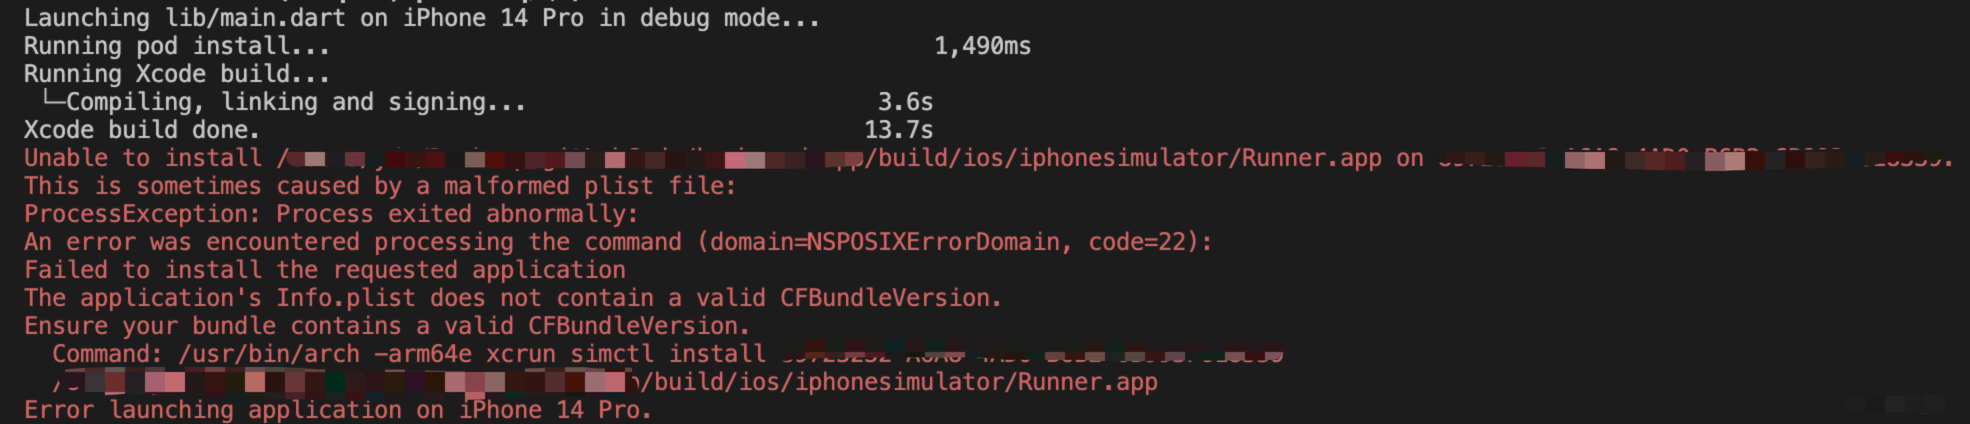 Launching lib/main.dart on iPhone 14 Pro in debug mode...
Running pod install... 1,490ms
Running Xcode build...
└─Compiling, linking and signing... 3.6s
Xcode build done. 13.7s
Unable to install / /build/ios/iphonesimulator/Runner.app on
This is sometimes caused by a malformed plist file:
ProcessException: Process exited abnormally:
An error was encountered processing the command (domain=NSPOSIXErrorDomain, code=22):
Failed to install the requested application
The application's Info.plist does not contain a valid CFBundleVersion.
Ensure your bundle contains a valid CFBundleVersion.
Command: /usr/bin/arch -arm64e xcrun simctl install
/build/ios/iphonesimulator/Runner.app
Error launching application on iPhone 14 Pro.